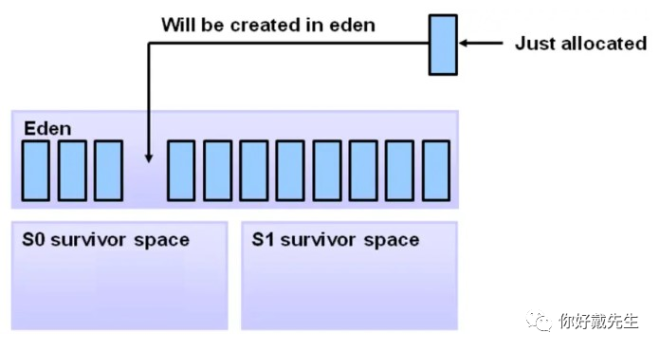 Will be created in eden
Just allocated
Eden
S0 survivor space
S1 survivor space
你好戴先生